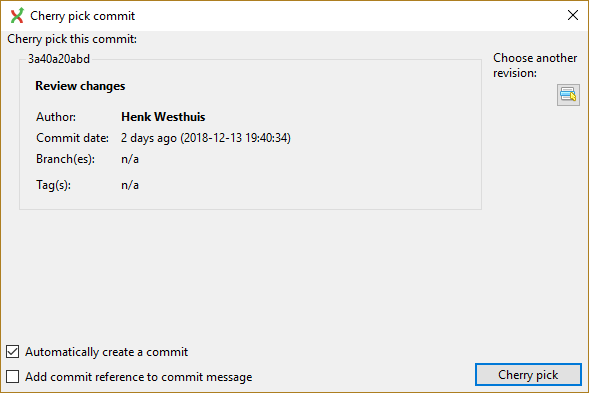 Cherry pick commit
Cherry pick this commit:
3a40a20abd
Choose another
revision:
Review changes
Author: Henk Westhuis
Commit date: 2 days ago (2018-12-13 19:40:34)
Branch(es): n/a
Tag(s): n/a
Automatically create a commit
Add commit reference to commit message
Cherry pick